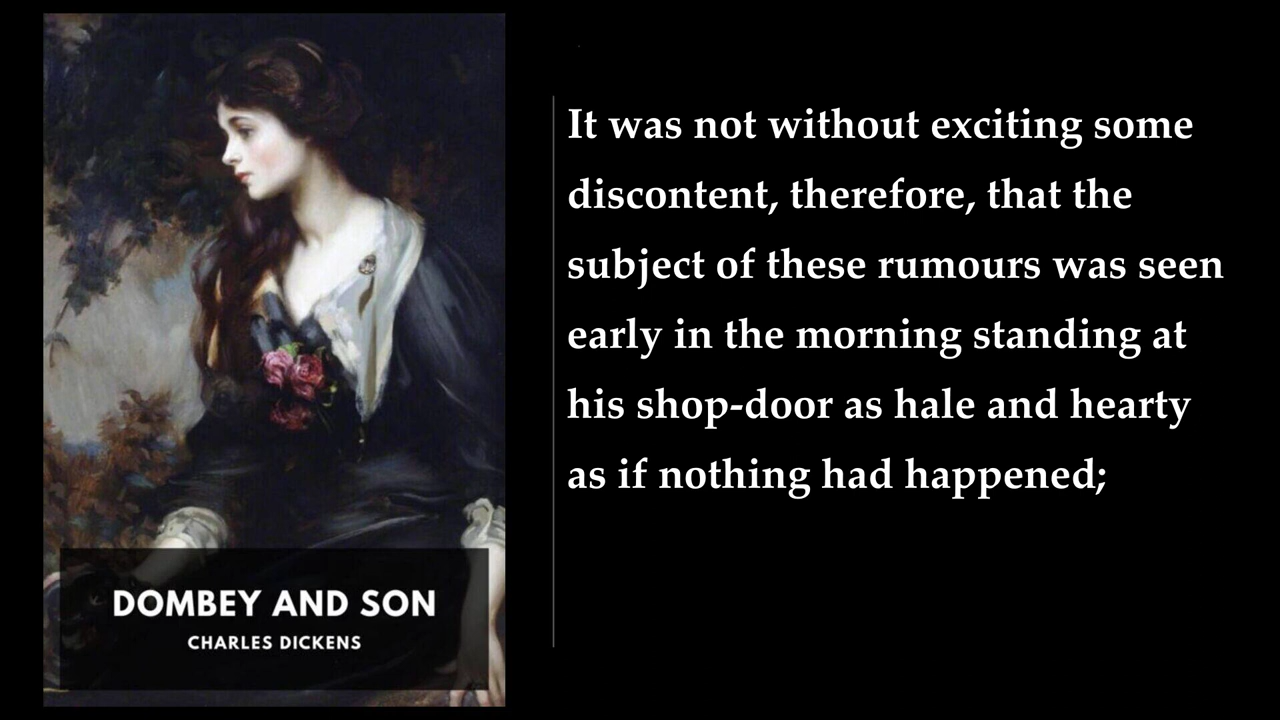 It was not without exciting some
discontent, therefore, that the
subject of these rumours was seen
early in the morning standing at
his shop-door as hale and hearty
as if nothing had happened;
DOMBEY AND SON
CHARLES DICKENS